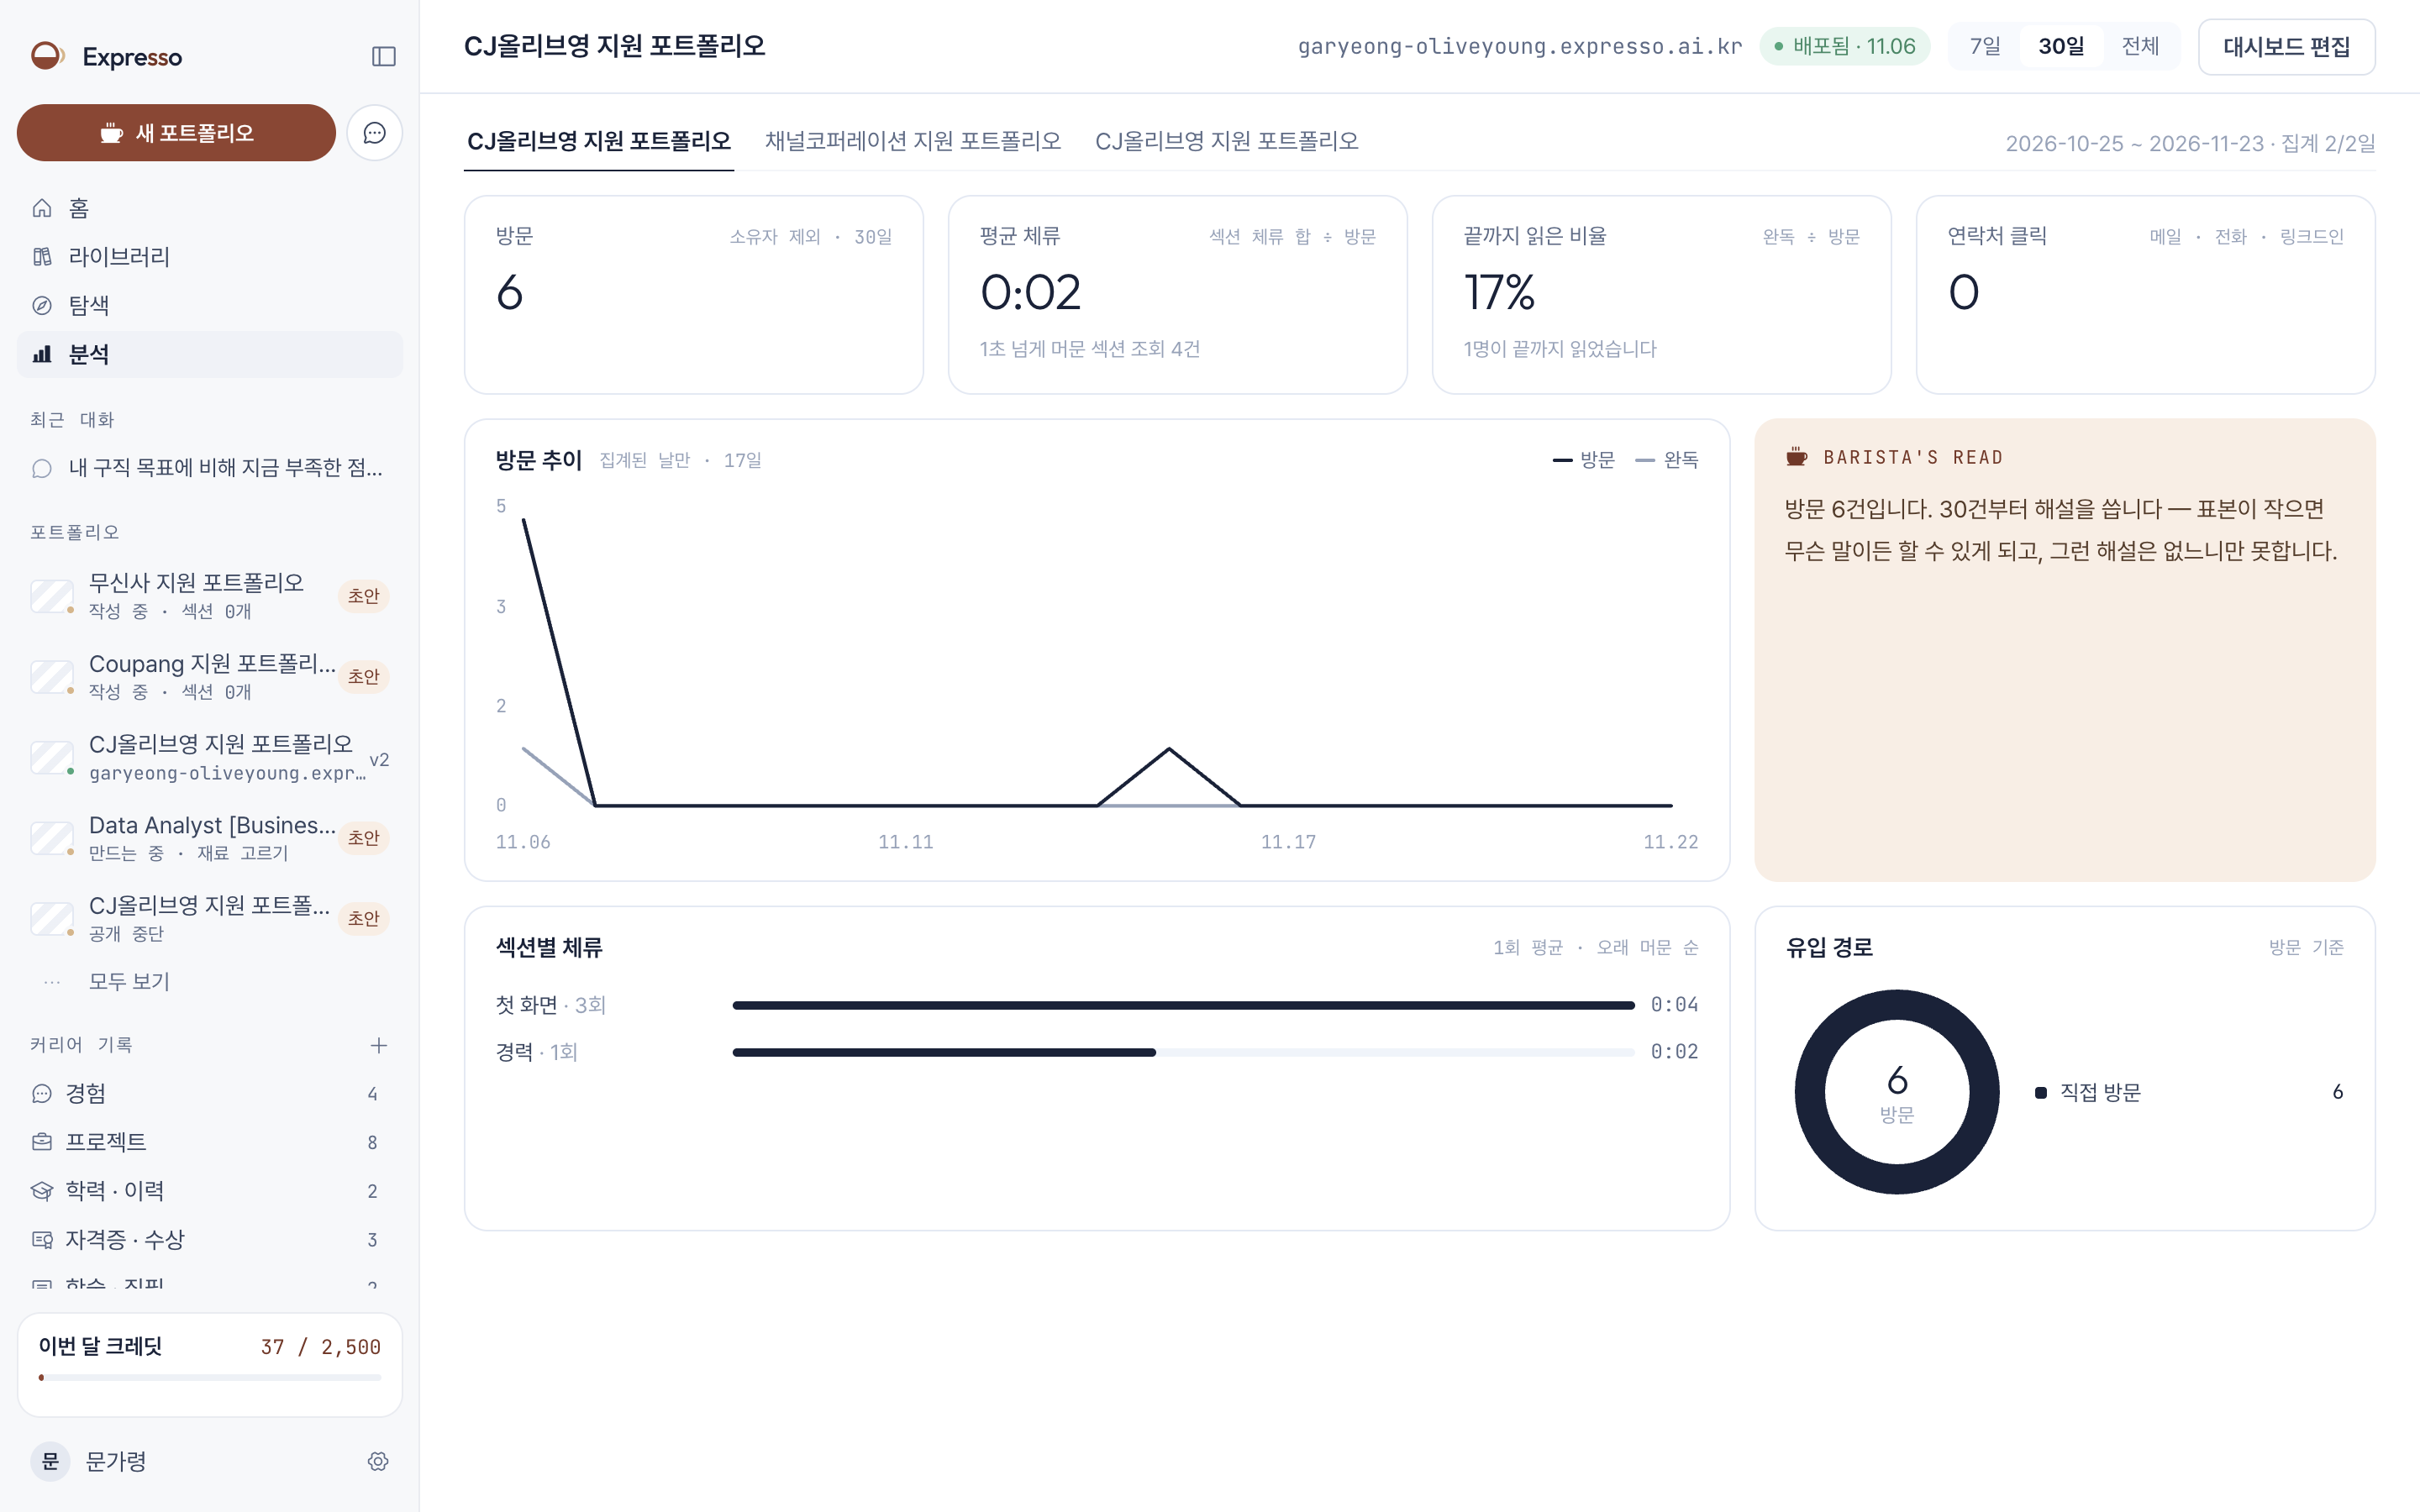 Expresso
새 포트폴리오
홈
라이브러리
탐색
분석
최근 대화
내 구직 목표에 비해 지금 부족한 점...
포트폴리오
무신사 지원 포트폴리오
작성 중 · 섹션 0개
초안
Coupang 지원 포트폴리...
작성 중 · 섹션 0개
초안
CJ올리브영 지원 포트폴리오
garyeong-oliveyoung.expr...
v2
Data Analyst [Busines...
만드는 중 · 재료 고르기
초안
CJ올리브영 지원 포트폴...
공개 중단
초안
모두 보기
커리어 기록
경험 4
프로젝트 8
학력 · 이력 2
자격증 · 수상 3
이번 달 크레딧 37 / 2,500
문 문가령
CJ올리브영 지원 포트폴리오
garyeong-oliveyoung.expresso.ai.kr
배포됨 · 11.06
7일 30일 전체
대시보드 편집
CJ올리브영 지원 포트폴리오 채널코퍼레이션 지원 포트폴리오 CJ올리브영 지원 포트폴리오
2026-10-25 ~ 2026-11-23 · 집계 2/2일
방문 소유자 제외 · 30일
6
평균 체류 섹션 체류 합 ÷ 방문
0:02
1초 넘게 머문 섹션 조회 4건
끝까지 읽은 비율 완독 ÷ 방문
17%
1명이 끝까지 읽었습니다
연락처 클릭 메일 · 전화 · 링크드인
0
방문 추이 집계된 날만 · 17일
방문 완독
5
3
2
0
11.06 11.11 11.17 11.22
BARISTA'S READ
방문 6건입니다. 30건부터 해설을 씁니다 — 표본이 작으면
무슨 말이든 할 수 있게 되고, 그런 해설은 없느니만 못합니다.
섹션별 체류 1회 평균 · 오래 머문 순
첫 화면 · 3회 0:04
경력 · 1회 0:02
유입 경로 방문 기준
6
방문
직접 방문 6